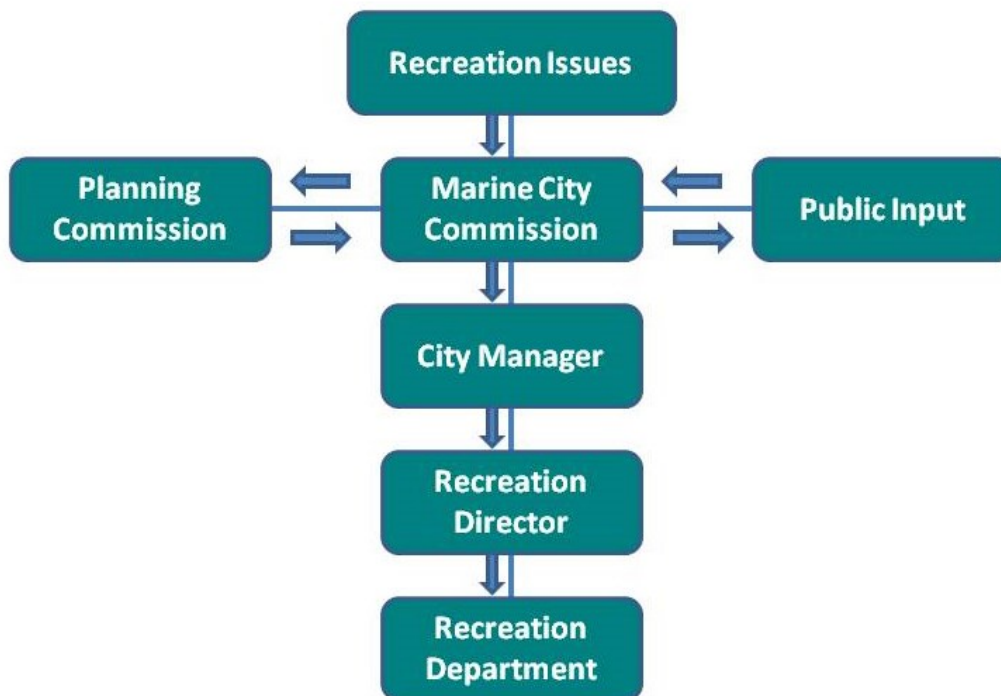 Recreation Issues
Planning
Commission
Marine City
Commission
Public Input
City Manager
Recreation
Director
Recreation
Department